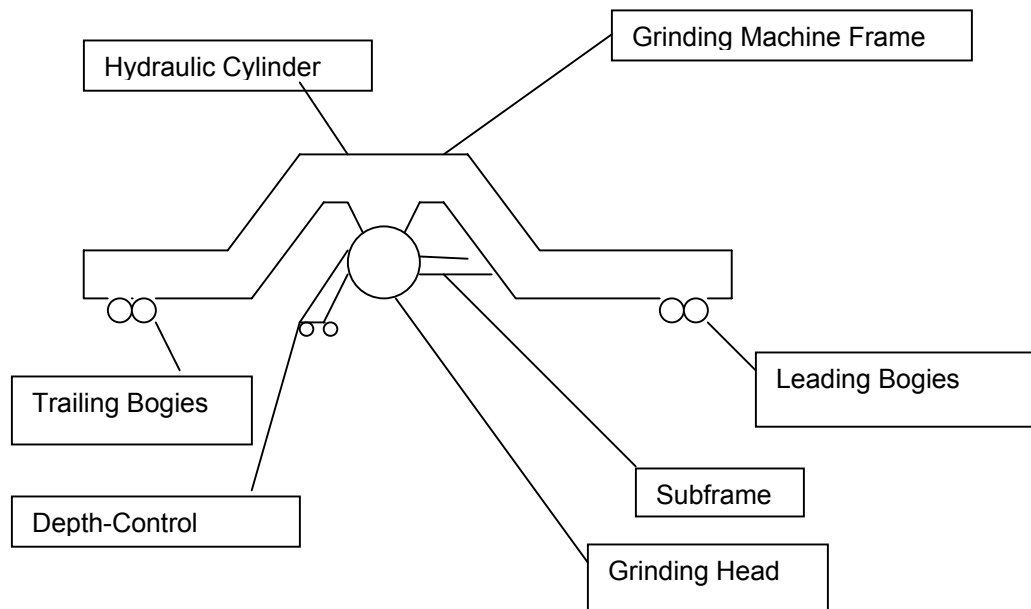 Grinding Machine Frame
Hydraulic Cylinder
Trailing Bogies
Leading Bogies
Subframe
Depth-Control
Grinding Head